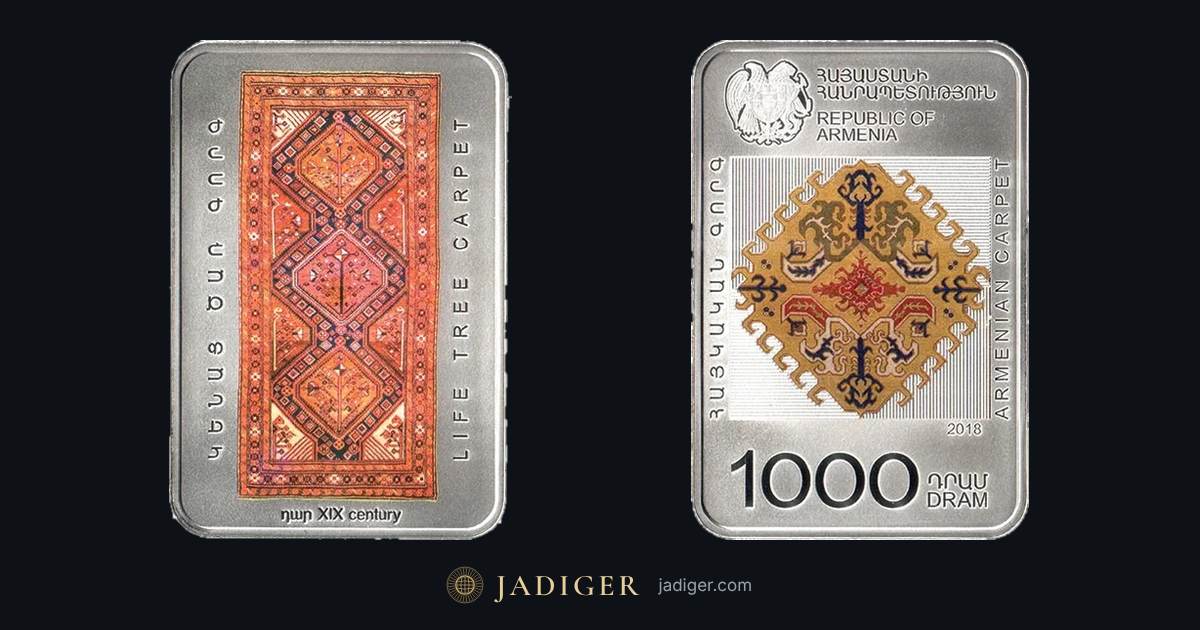 ԿԵՆԱՑ ԾԱՌ ԳՈՐԳ
LIFE TREE CARPET
դար XIX century
ՀԱՅԱՍՏԱՆԻ
ՀԱՆՐԱՊԵՏՈՒԹՅՈՒՆ
REPUBLIC OF
ARMENIA
ՀԱՅԿԱԿԱՆ ԳՈՐԳ
ARMENIAN CARPET
2018
1000 ԴՐԱՄ
DRAM
JADIGER jadiger.com